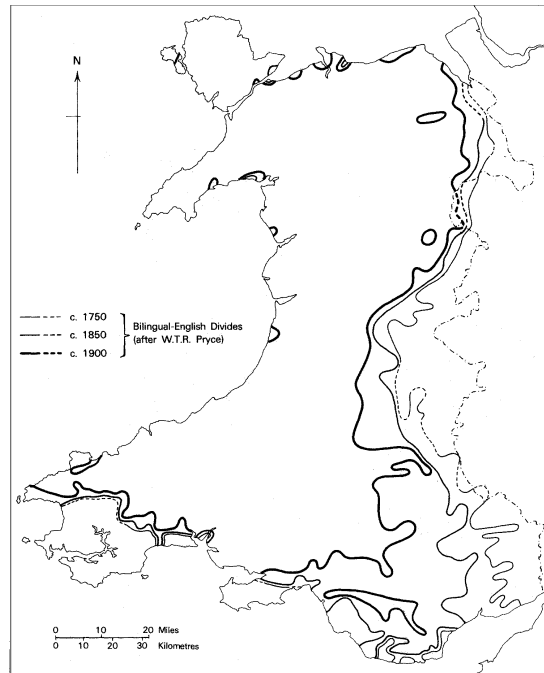 N
c. 1750
c. 1850
c. 1900
Bilingual-English Divides
(after W.T.R. Pryce)
0 10 20 Miles
0 10 20 30 Kilometres